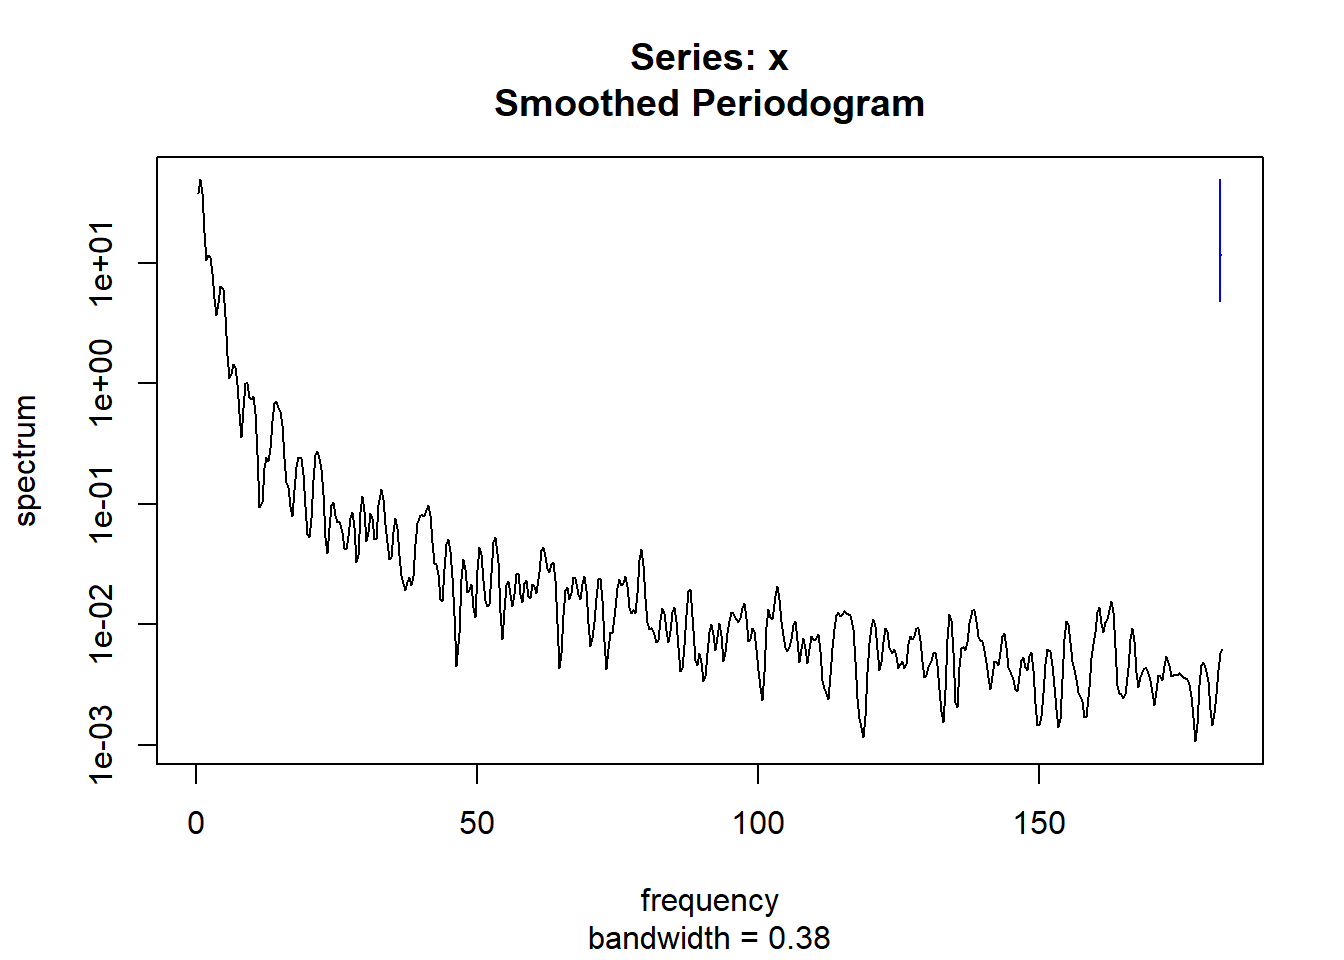 Series: x
Smoothed Periodogram
spectrum
1e+01
1e+00
1e-01
1e-02
1e-03
0
50
100
150
frequency
bandwidth = 0.38